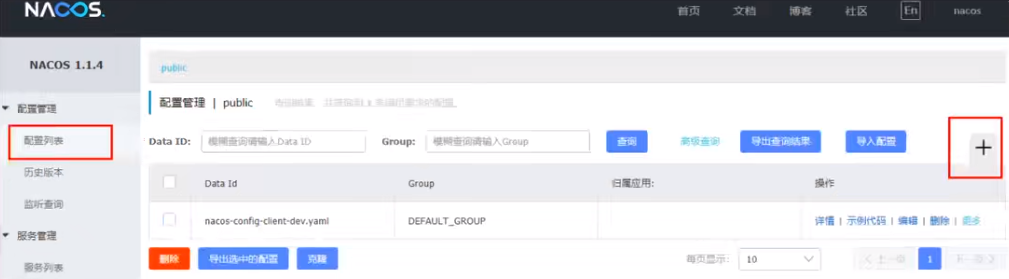 NACOS.
首页 文档 博客 社区 En nacos
NACOS 1.1.4
public
配置管理
配置管理 | public
配置列表
Data ID: 模糊查询请输入Data ID Group: 模糊查询请输入Group 查询 高级查询 导出查询结果 导入配置 +
历史版本
Data Id Group 归属应用: 操作
监听查询
nacos-config-client-dev.yaml DEFAULT_GROUP 详情 | 示例代码 | 编辑 | 删除 | 更多
服务管理
删除 导出选中的配置 克隆 每页显示: 10 < 上一页 1 下一页 >
服务列表